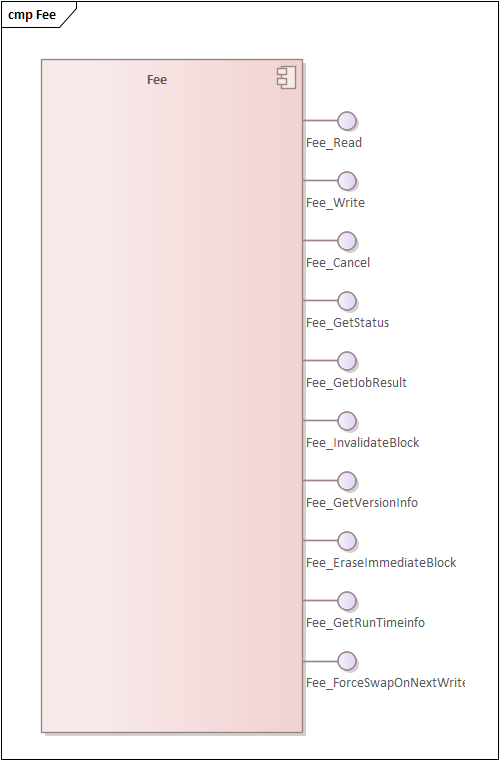 cmp Fee
Fee
Fee_Read
Fee_Write
Fee_Cancel
Fee_GetStatus
Fee_GetJobResult
Fee_InvalidateBlock
Fee_GetVersionInfo
Fee_EraseImmediateBlock
Fee_GetRunTimeinfo
Fee_ForceSwapOnNextWrite